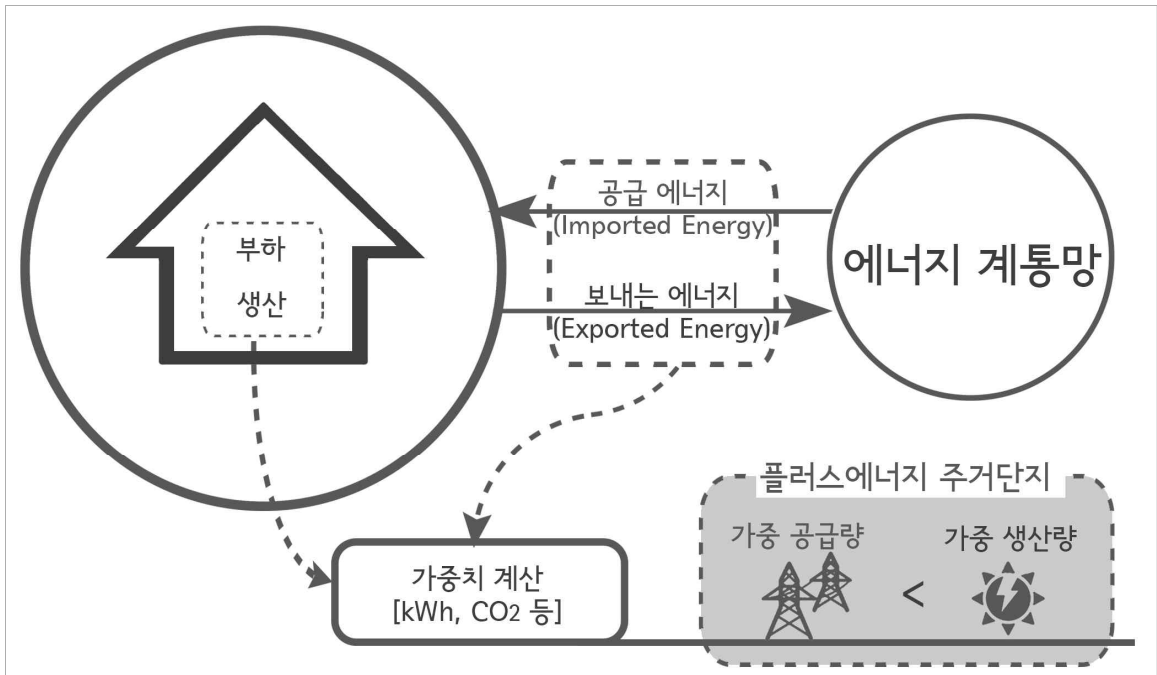 부하
생산
공급 에너지
(Imported Energy)
보내는 에너지
(Exported Energy)
에너지 계통망
가중치 계산
[kWh, CO2 등]
플러스에너지 주거단지
가중 공급량
<
가중 생산량